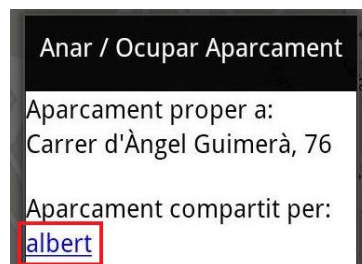 Anar / Ocupar Aparcament
Aparcament proper a:
Carrer d'Àngel Guimerà, 76
Aparcament compartit per:
albert